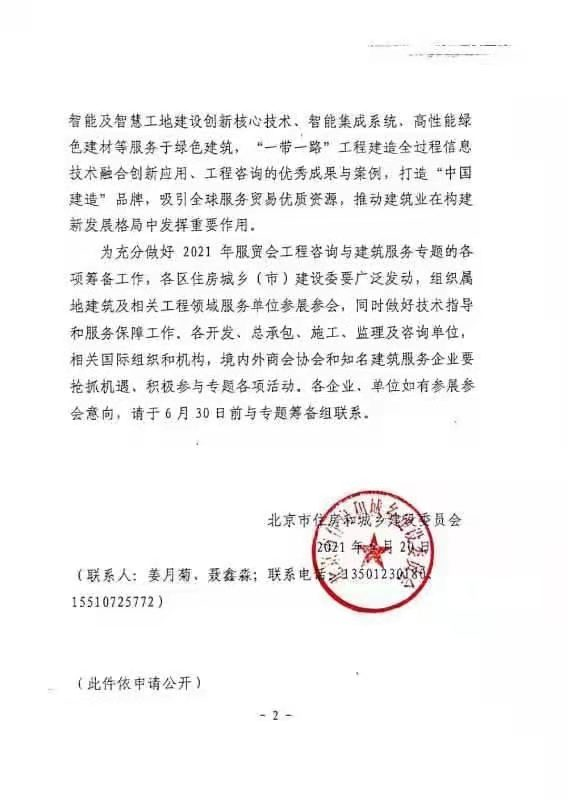 智能及智慧工地建设创新核心技术、智能集成系统、高性能绿
色建材等服务于绿色建筑，“一带一路”工程建造全过程信息
技术融合创新应用、工程咨询的优秀成果与案例，打造“中国
建造”品牌，吸引全球服务贸易优质资源，推动建筑业在构建
新发展格局中发挥重要作用。
为充分做好 2021 年服贸会工程咨询与建筑服务专题的各
项筹备工作，各区住房城乡（市）建设委要广泛发动，组织属
地建筑及相关工程领域服务单位参展参会，同时做好技术指导
和服务保障工作。各开发、总承包、施工、监理及咨询单位，
相关国际组织和机构，境内外商会协会和知名建筑服务企业要
抢抓机遇、积极参与专题各项活动。各企业、单位如有参展参
会意向，请于 6 月 30 日前与专题筹备组联系。
北京市住房和城乡建设委员会
2021 年 月 20 日
（联系人：姜月菊、聂鑫淼；联系电话：13501230180、
15510725772）
（此件依申请公开）
- 2 -